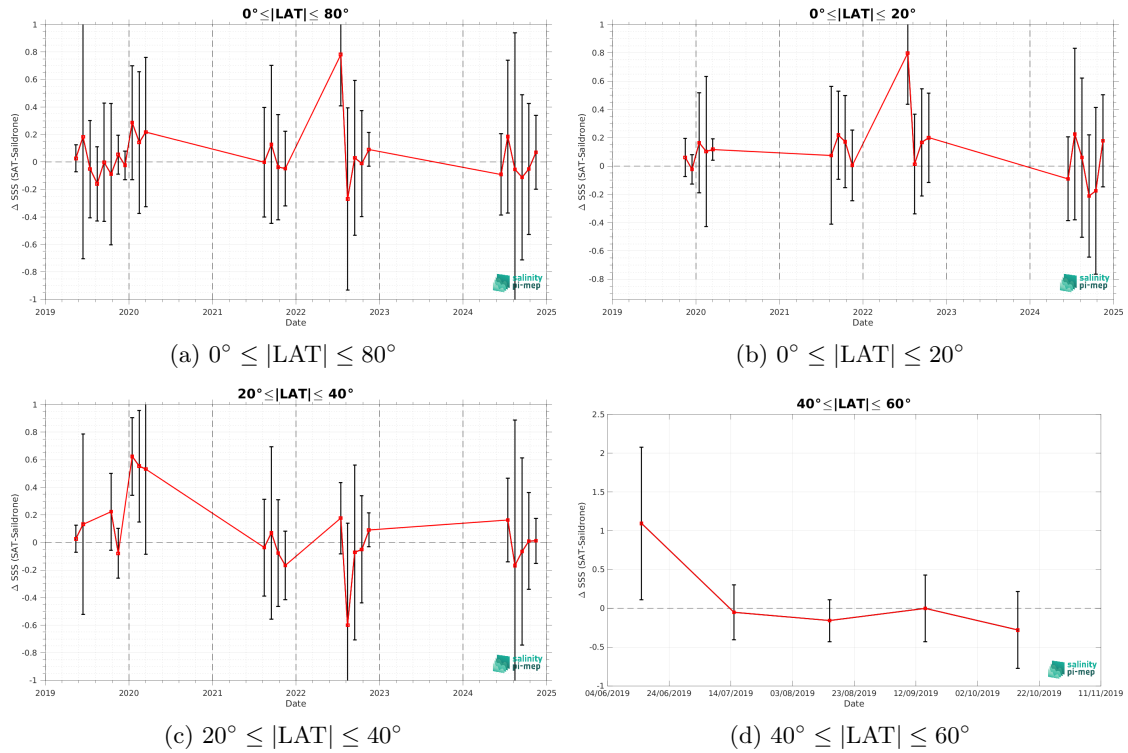 0°≤|LAT|≤ 80°
1
0.8
0.6
0.4
0.2
0
-0.2
-0.4
-0.6
-0.8
-1
Δ SSS (SAT-Saildrone)
2019 2020 2021 2022 2023 2024 2025
Date
salinity
pi-mep
(a) 0° ≤ |LAT| ≤ 80°
0°≤|LAT|≤ 20°
1
0.8
0.6
0.4
0.2
0
-0.2
-0.4
-0.6
-0.8
Δ SSS (SAT-Saildrone)
2019 2020 2021 2022 2023 2024 2025
Date
salinity
pi-mep
(b) 0° ≤ |LAT| ≤ 20°
20°≤|LAT|≤ 40°
1
0.8
0.6
0.4
0.2
0
-0.2
-0.4
-0.6
-0.8
-1
Δ SSS (SAT-Saildrone)
2019 2020 2021 2022 2023 2024 2025
Date
salinity
pi-mep
(c) 20° ≤ |LAT| ≤ 40°
40°≤|LAT|≤ 60°
2.5
2
1.5
1
0.5
0
-0.5
-1
Δ SSS (SAT-Saildrone)
04/06/2019 24/06/2019 14/07/2019 03/08/2019 23/08/2019 12/09/2019 02/10/2019 22/10/2019 11/11/2019
Date
salinity
pi-mep
(d) 40° ≤ |LAT| ≤ 60°